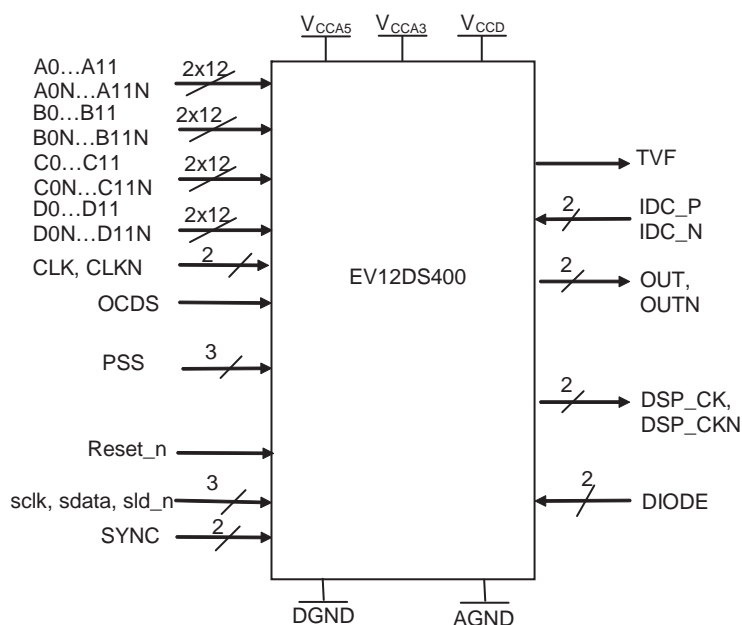 VCCA5 VCCA3 VCCD
A0...A11
A0N...A11N
2x12
B0...B11
B0N...B11N
2x12
C0...C11
C0N...C11N
2x12
D0...D11
D0N...D11N
2x12
CLK, CLKN
2
OCDS
PSS
3
Reset_n
sclk, sdata, sld_n
3
SYNC
2
EV12DS400
TVF
2
IDC_P
IDC_N
2
OUT,
OUTN
2
DSP_CK,
DSP_CKN
2
DIODE
DGND AGND